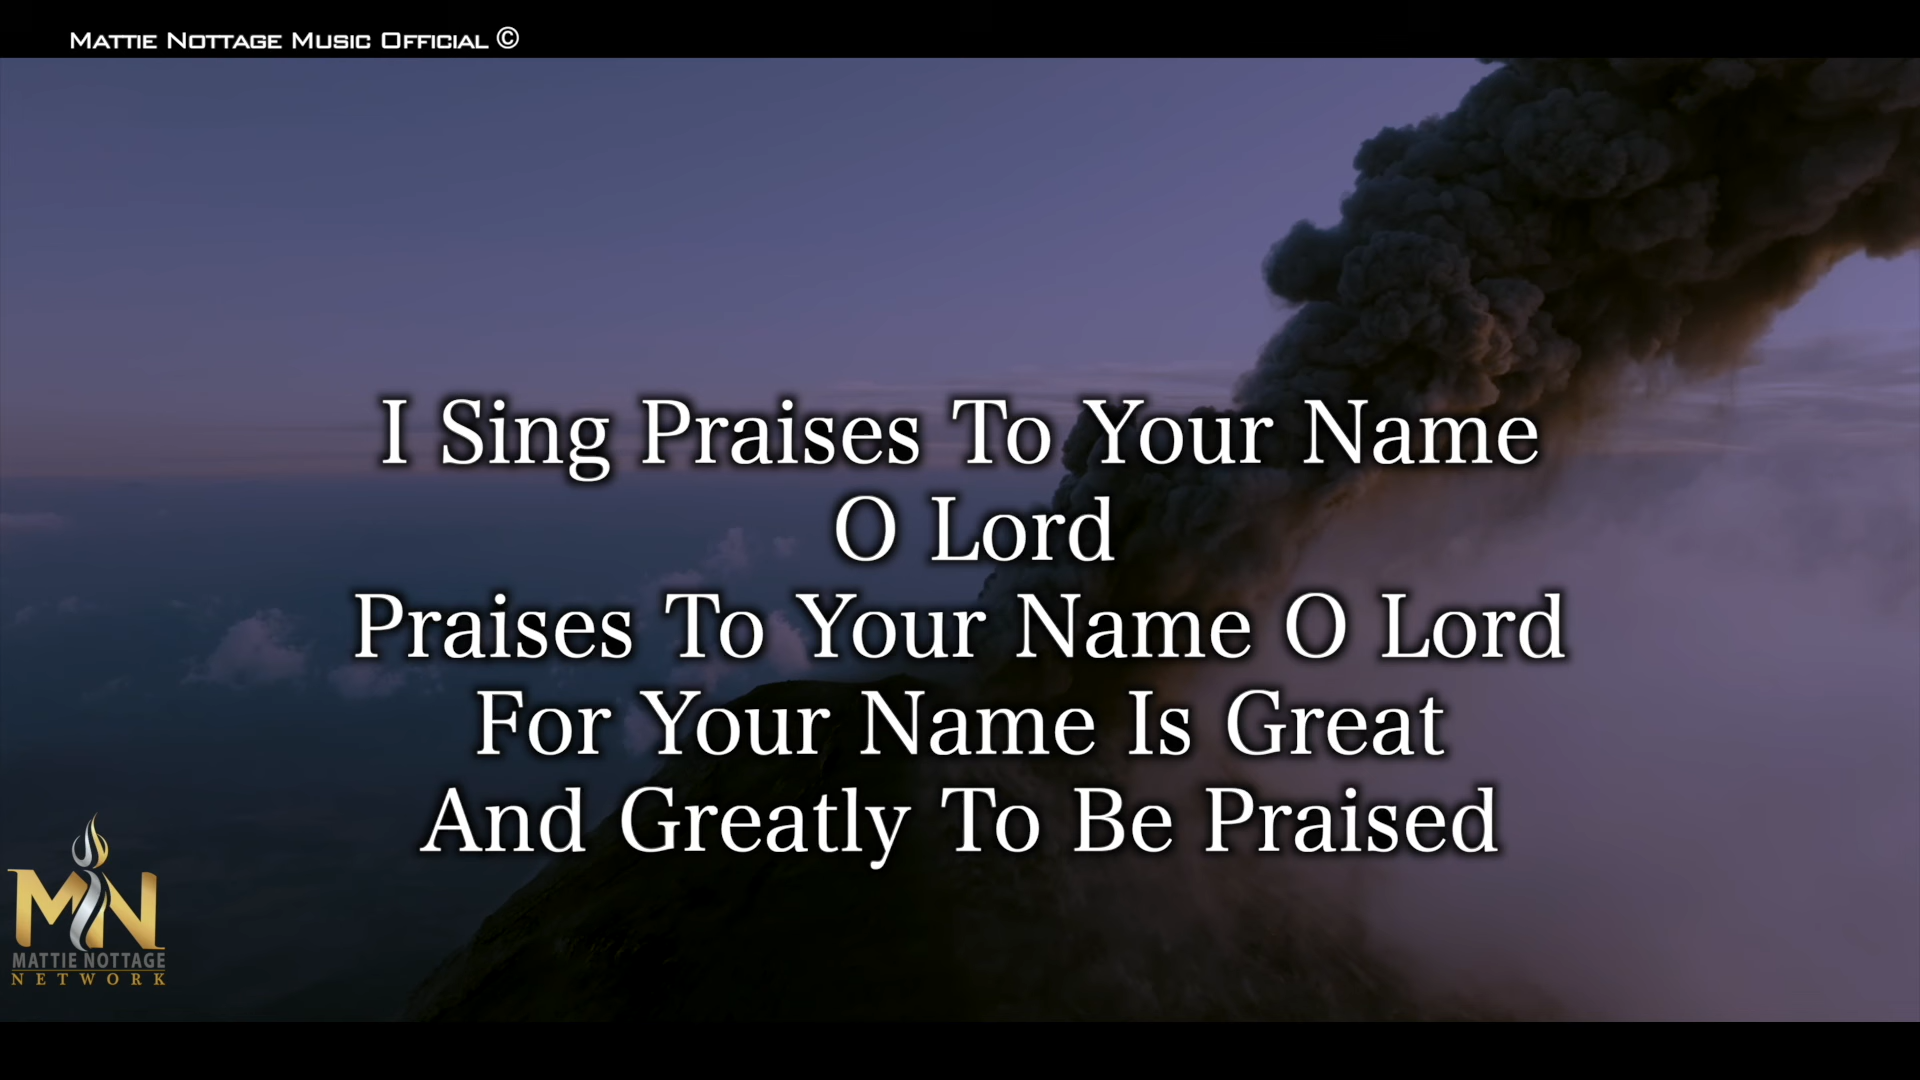 Mattie Nottage Music Official ©
I Sing Praises To Your Name
O Lord
Praises To Your Name O Lord
For Your Name Is Great
And Greatly To Be Praised
MN
MATTIE NOTTAGE
NETWORK